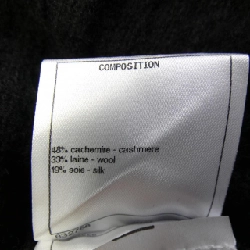 COMPOSITION
48% cachemire - cashmere
33% laine - wool
19% soie - silk